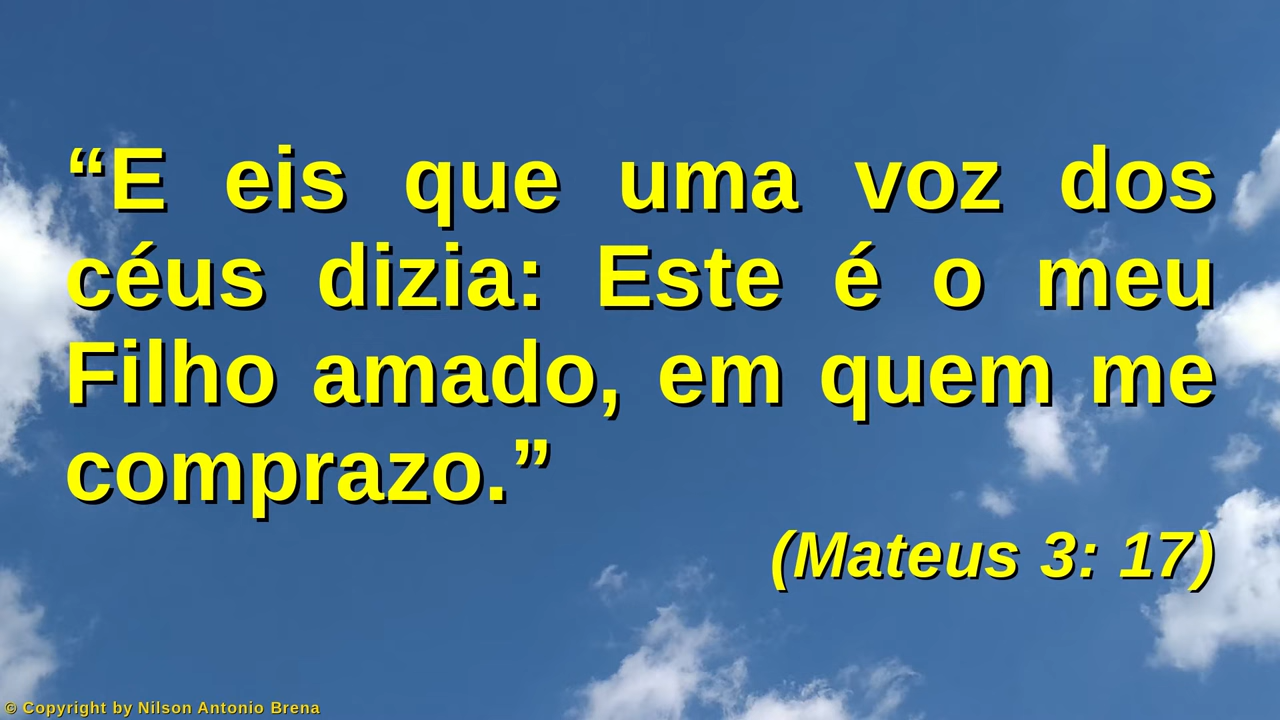 “E eis que uma voz dos
céus dizia: Este é o meu
Filho amado, em quem me
comprazo.”
(Mateus 3: 17)
© Copyright by Nilson Antonio Brena